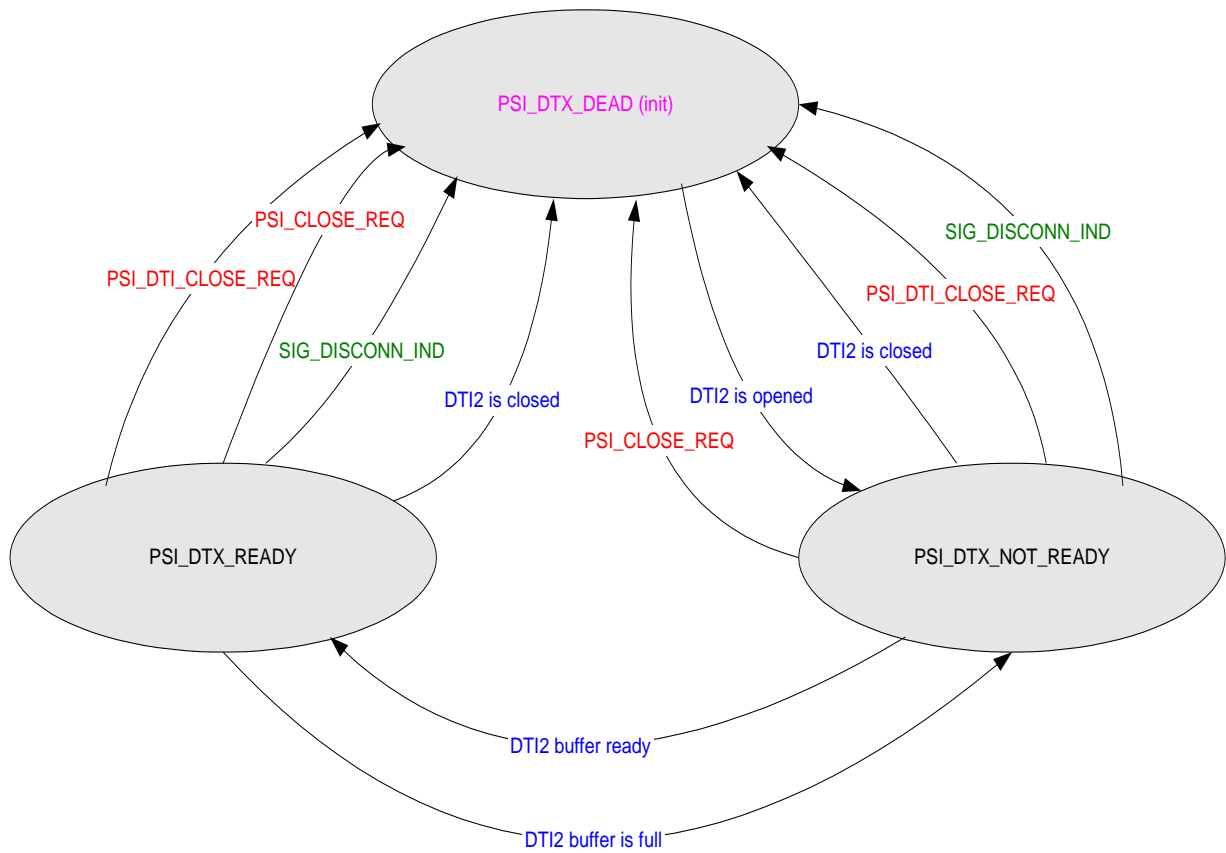 PSI_DTX_DEAD (init)
PSI_CLOSE_REQ
SIG_DISCONN_IND
PSI_DTI_CLOSE_REQ
PSI_DTI_CLOSE_REQ
SIG_DISCONN_IND
DTI2 is closed
DTI2 is closed
DTI2 is opened
PSI_CLOSE_REQ
PSI_DTX_READY
PSI_DTX_NOT_READY
DTI2 buffer ready
DTI2 buffer is full